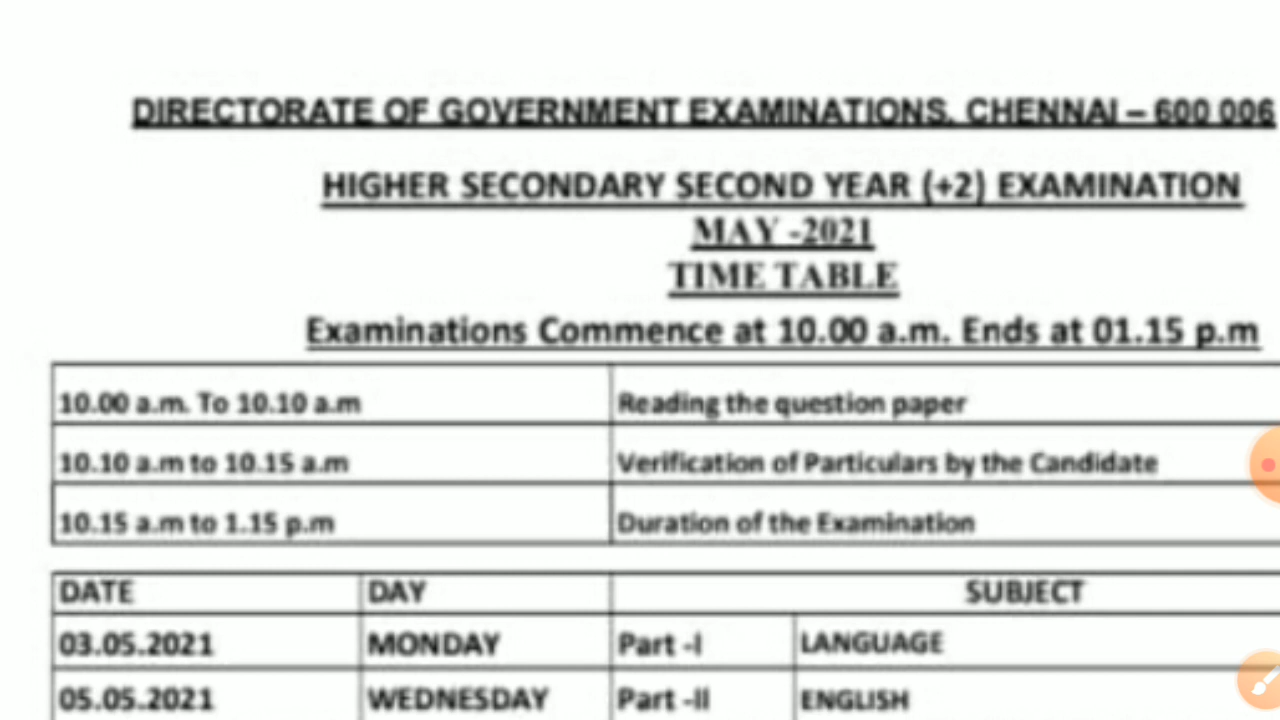 DIRECTORATE OF GOVERNMENT EXAMINATIONS, CHENNAI – 600 006
HIGHER SECONDARY SECOND YEAR (+2) EXAMINATION
MAY -2021
TIME TABLE
Examinations Commence at 10.00 a.m. Ends at 01.15 p.m
10.00 a.m. To 10.10 a.m Reading the question paper
10.10 a.m to 10.15 a.m Verification of Particulars by the Candidate
10.15 a.m to 1.15 p.m Duration of the Examination
DATE DAY SUBJECT
03.05.2021 MONDAY Part -I LANGUAGE
05.05.2021 WEDNESDAY Part -II ENGLISH